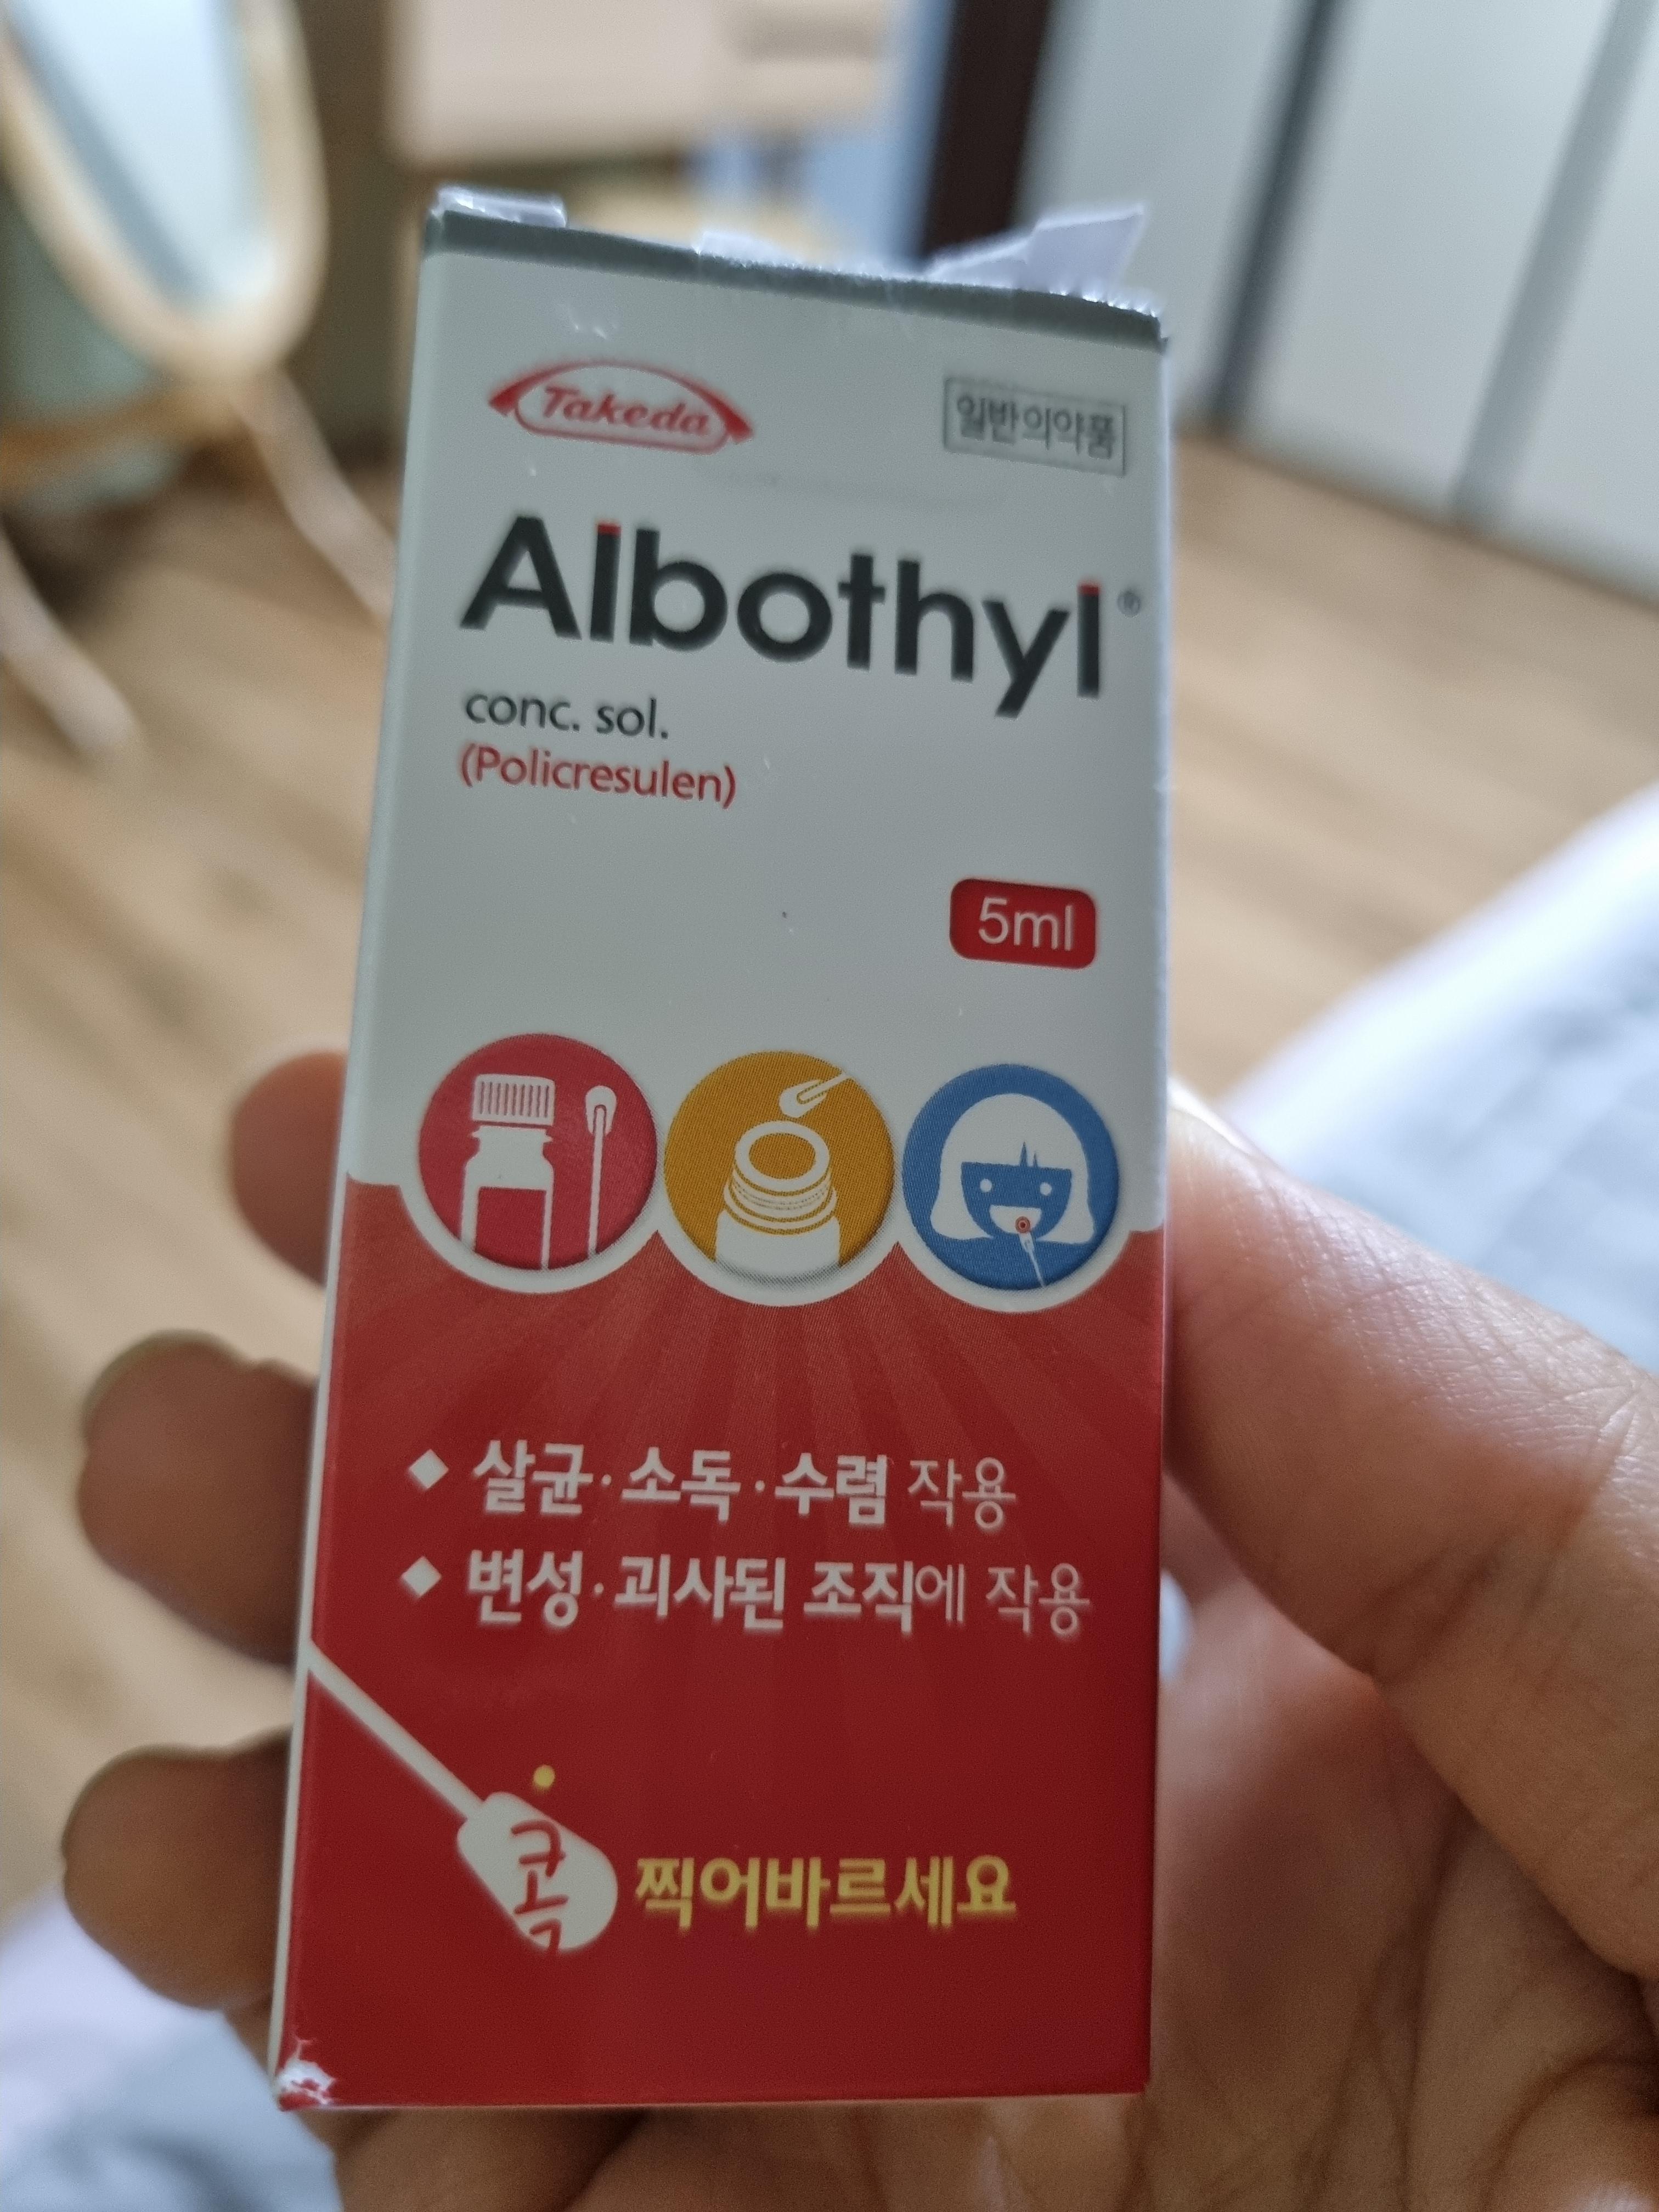 Takeda
일반의약품
Albothyl®
conc. sol.
(Policresulen)
5ml
◆ 살균·소독·수렴 작용
◆ 변성·괴사된 조직에 작용
콕 찍어바르세요